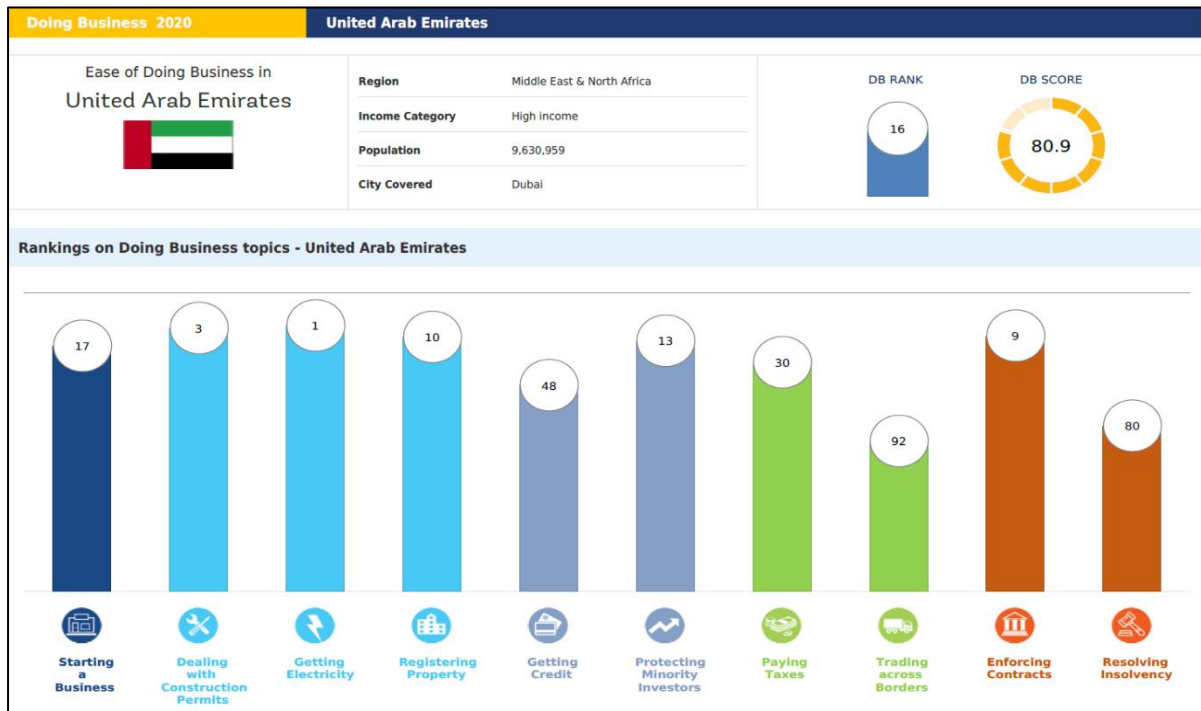 Doing Business 2020
United Arab Emirates
Ease of Doing Business in
United Arab Emirates
Region Middle East & North Africa
Income Category High income
Population 9,630,959
City Covered Dubai
DB RANK
16
DB SCORE
80.9
Rankings on Doing Business topics - United Arab Emirates
17
3
1
10
48
13
30
92
9
80
Starting
a
Business
Dealing
with
Construction
Permits
Getting
Electricity
Registering
Property
Getting
Credit
Protecting
Minority
Investors
Paying
Taxes
Trading
across
Borders
Enforcing
Contracts
Resolving
Insolvency